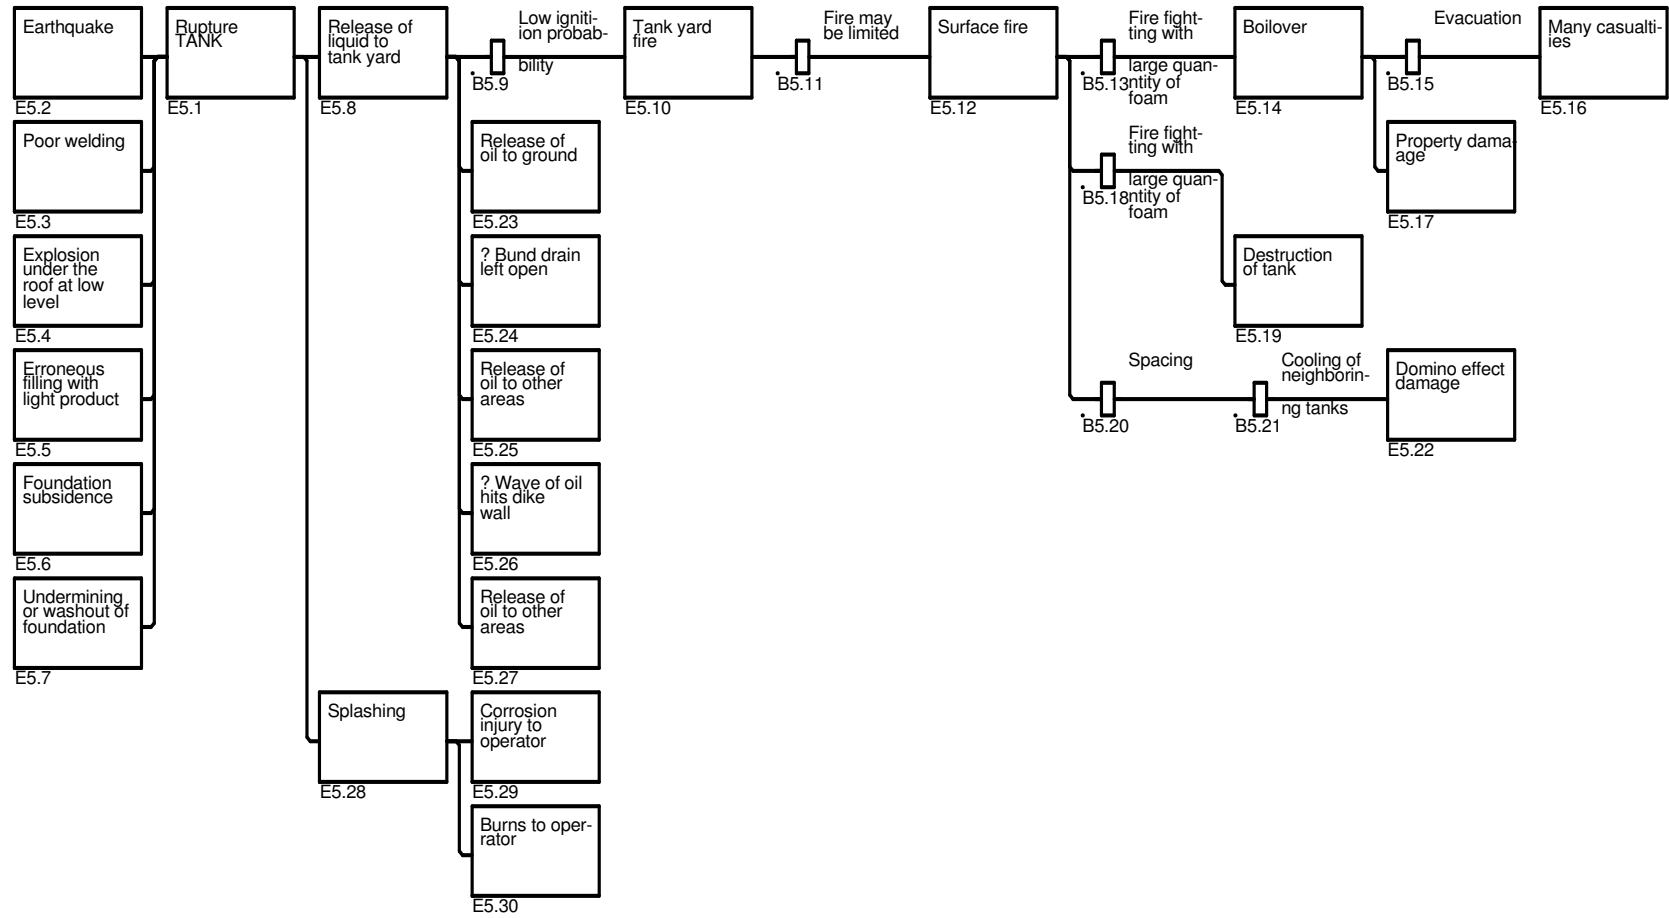 Earthquake
E5.2
Rupture
TANK
E5.1
Release of
liquid to
tank yard
E5.8
Low igniti-
ion probab-
bility
B5.9
Tank yard
fire
E5.10
Fire may
be limited
B5.11
Surface fire
E5.12
Fire fight-
ting with
large quan-
ntity of
foam
B5.13
Boilover
E5.14
Evacuation
B5.15
Many casualti-
ies
E5.16
Poor welding
E5.3
Release of
oil to ground
E5.23
Fire fight-
ting with
large quan-
ntity of
foam
B5.18
Property dama-
age
E5.17
Explosion
under the
roof at low
level
E5.4
? Bund drain
left open
E5.24
Destruction
of tank
E5.19
Erroneous
filling with
light product
E5.5
Release of
oil to other
areas
E5.25
Spacing
B5.20
Cooling of
neighborin-
ng tanks
B5.21
Domino effect
damage
E5.22
Foundation
subsidence
E5.6
? Wave of oil
hits dike
wall
E5.26
Undermining
or washout of
foundation
E5.7
Release of
oil to other
areas
E5.27
Splashing
E5.28
Corrosion
injury to
operator
E5.29
Burns to oper-
rator
E5.30